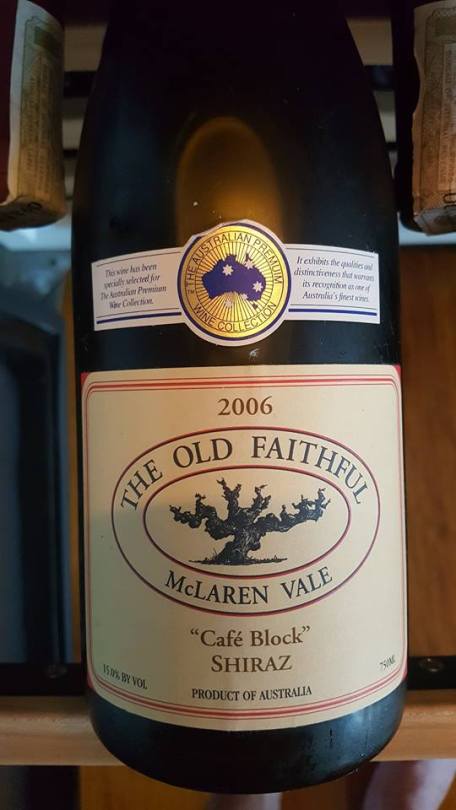 This wine has been
specially selected for
The Australian Premium
Wine Collection.
THE AUSTRALIAN PREMIUM
WINE COLLECTION
It exhibits the qualities and
distinctiveness that warrants
its recognition as one of
Australia's finest wines.
2006
THE OLD FAITHFUL
McLAREN VALE
“Café Block”
SHIRAZ
15.0% BY VOL
750ML
PRODUCT OF AUSTRALIA